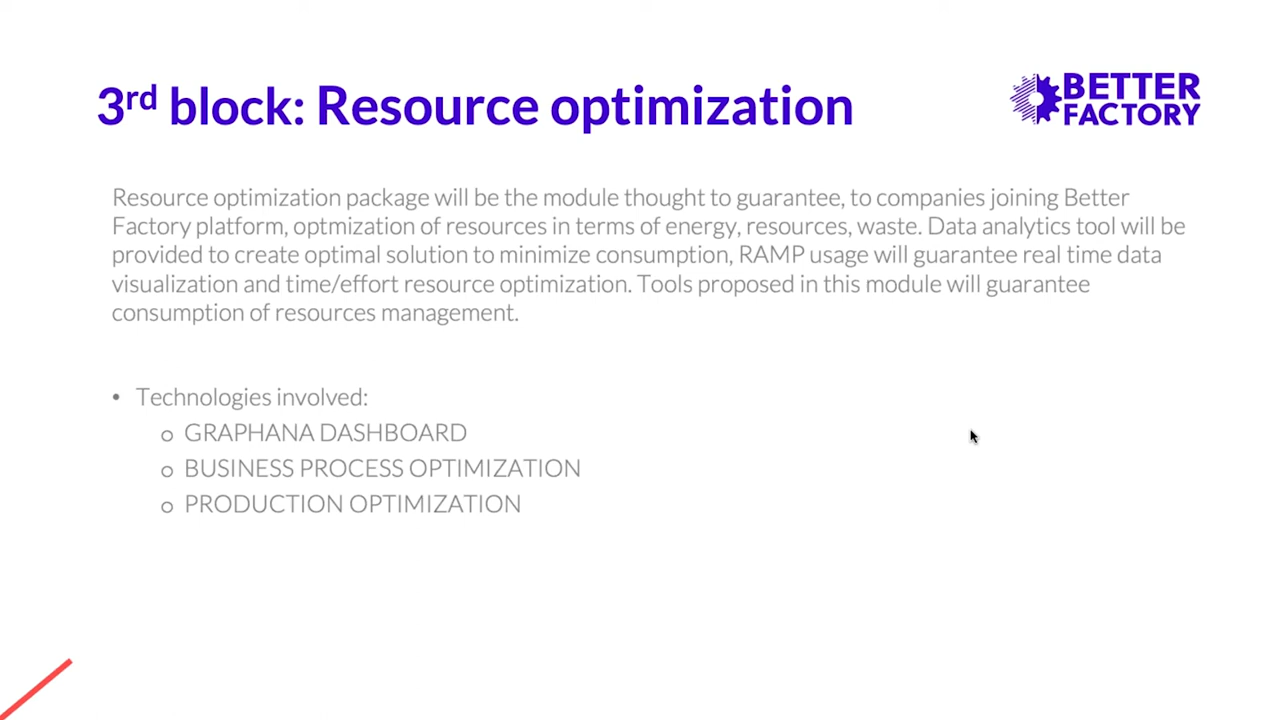 3rd block: Resource optimization
BETTER
FACTORY
Resource optimization package will be the module thought to guarantee, to companies joining Better
Factory platform, optmization of resources in terms of energy, resources, waste. Data analytics tool will be
provided to create optimal solution to minimize consumption, RAMP usage will guarantee real time data
visualization and time/effort resource optimization. Tools proposed in this module will guarantee
consumption of resources management.
• Technologies involved:
o GRAPHANA DASHBOARD
o BUSINESS PROCESS OPTIMIZATION
o PRODUCTION OPTIMIZATION